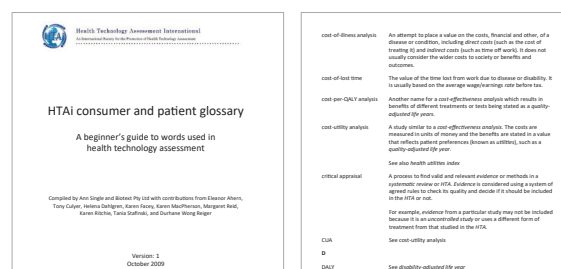 Health Technology Assessment International
An International Society for the Promotion of Health Technology Assessment
HTAi consumer and patient glossary
A beginner's guide to words used in
health technology assessment
Compiled by Ann Single and Biotext Pty Ltd with contributions from Eleanor Ahern,
Tony Culyer, Helena Dahlgren, Karen Facey, Karen MacPherson, Margaret Reid,
Karen Ritchie, Tania Stafinski, and Durhane Wong Reiger
Version: 1
October 2009
cost-of-illness analysis An attempt to place a value on the costs, financial and other, of a
disease or condition, including direct costs (such as the cost of
treating it) and indirect costs (such as time off work). It does not
usually consider the wider costs to society or benefits and
outcomes.
cost-of-lost time The value of the time lost from work due to disease or disability. It
is usually based on the average wage/earnings rate before tax.
cost-per-QALY analysis Another name for a cost-effectiveness analysis which results in
benefits of different treatments or tests being stated as a quality-
adjusted life years.
cost-utility analysis A study similar to a cost-effectiveness analysis. The costs are
measured in units of money and the benefits are stated in a value
that reflects patient preferences (known as utilities), such as a
quality-adjusted life year.
See also health utilities index
critical appraisal A process to find valid and relevant evidence or methods in a
systematic review or HTA. Evidence is considered using a system of
agreed rules to check its quality and decide if it should be included
in the HTA or not.
For example, evidence from a particular study may not be included
because it is an uncontrolled study or uses a different form of
treatment from that studied in the HTA.
CUA See cost-utility analysis
D
DALY See disability-adjusted life year